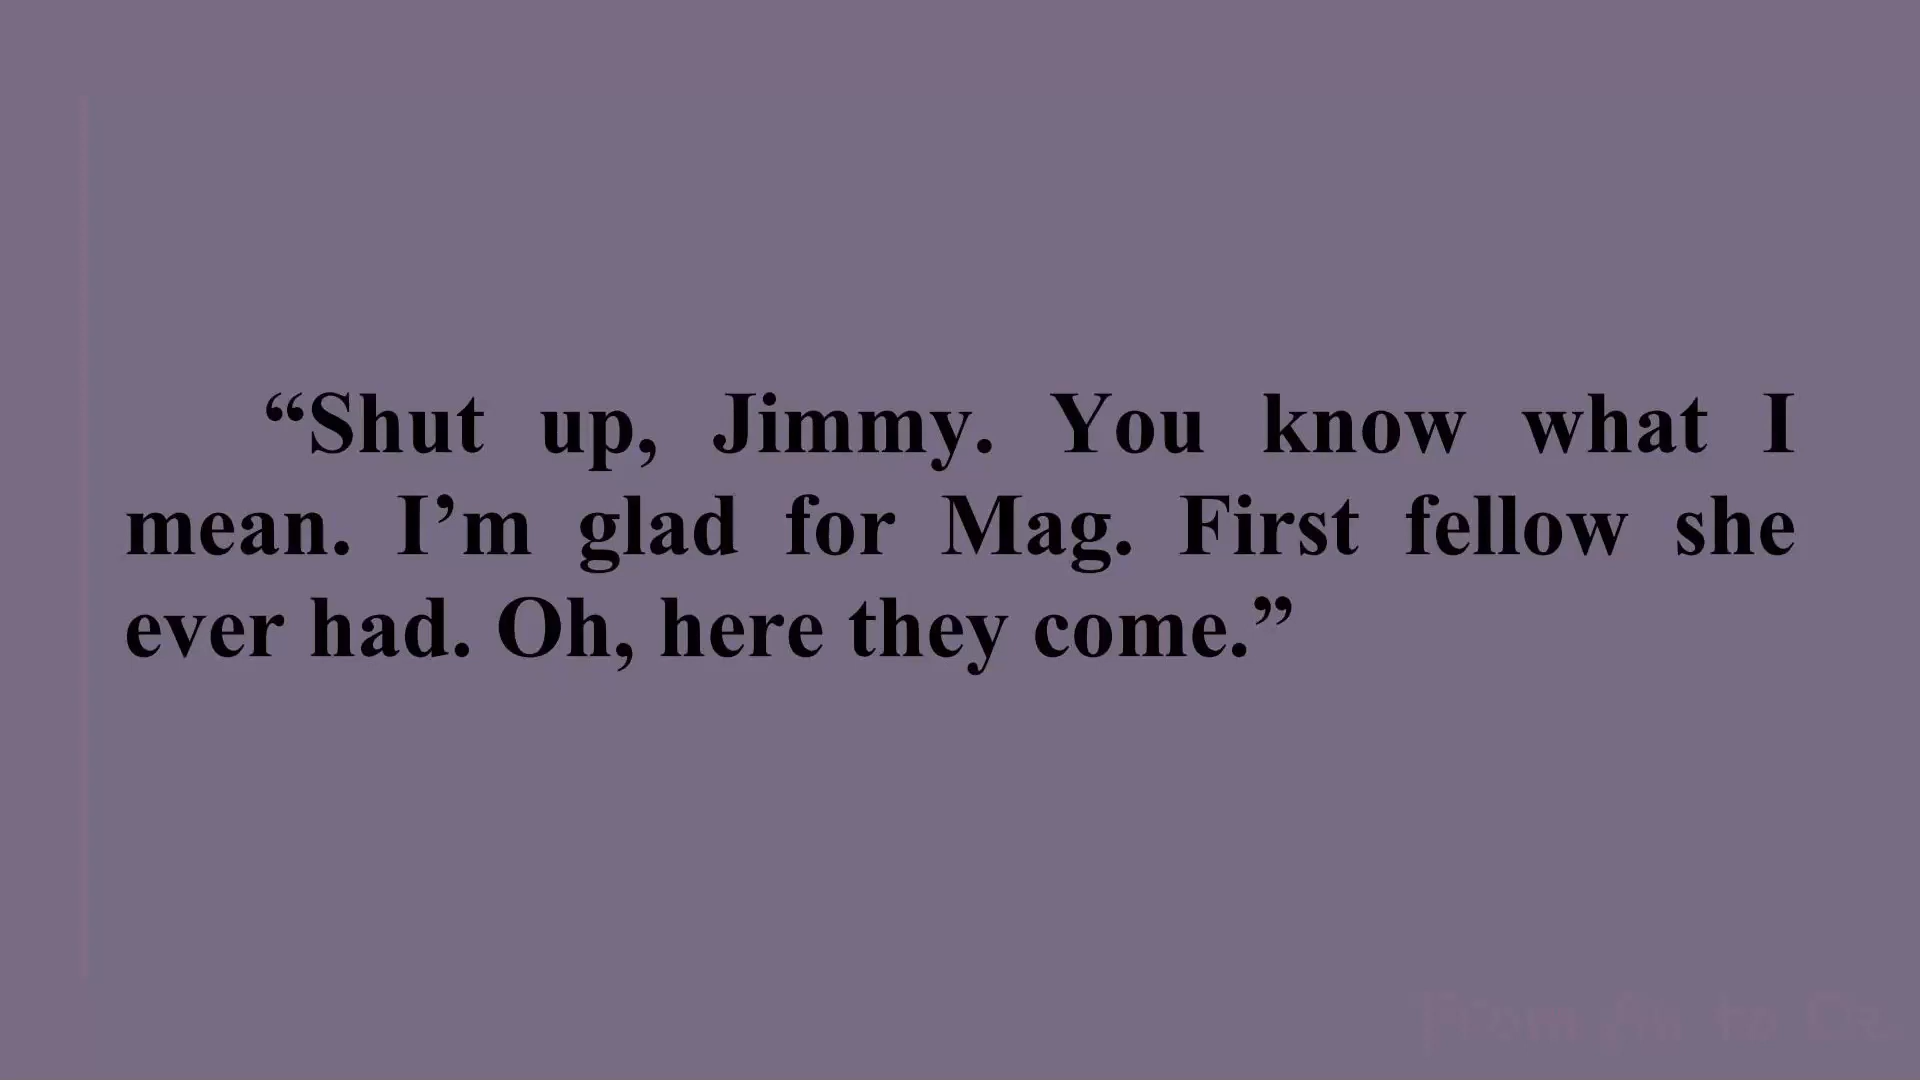 “Shut up, Jimmy. You know what I
mean. I’m glad for Mag. First fellow she
ever had. Oh, here they come.”